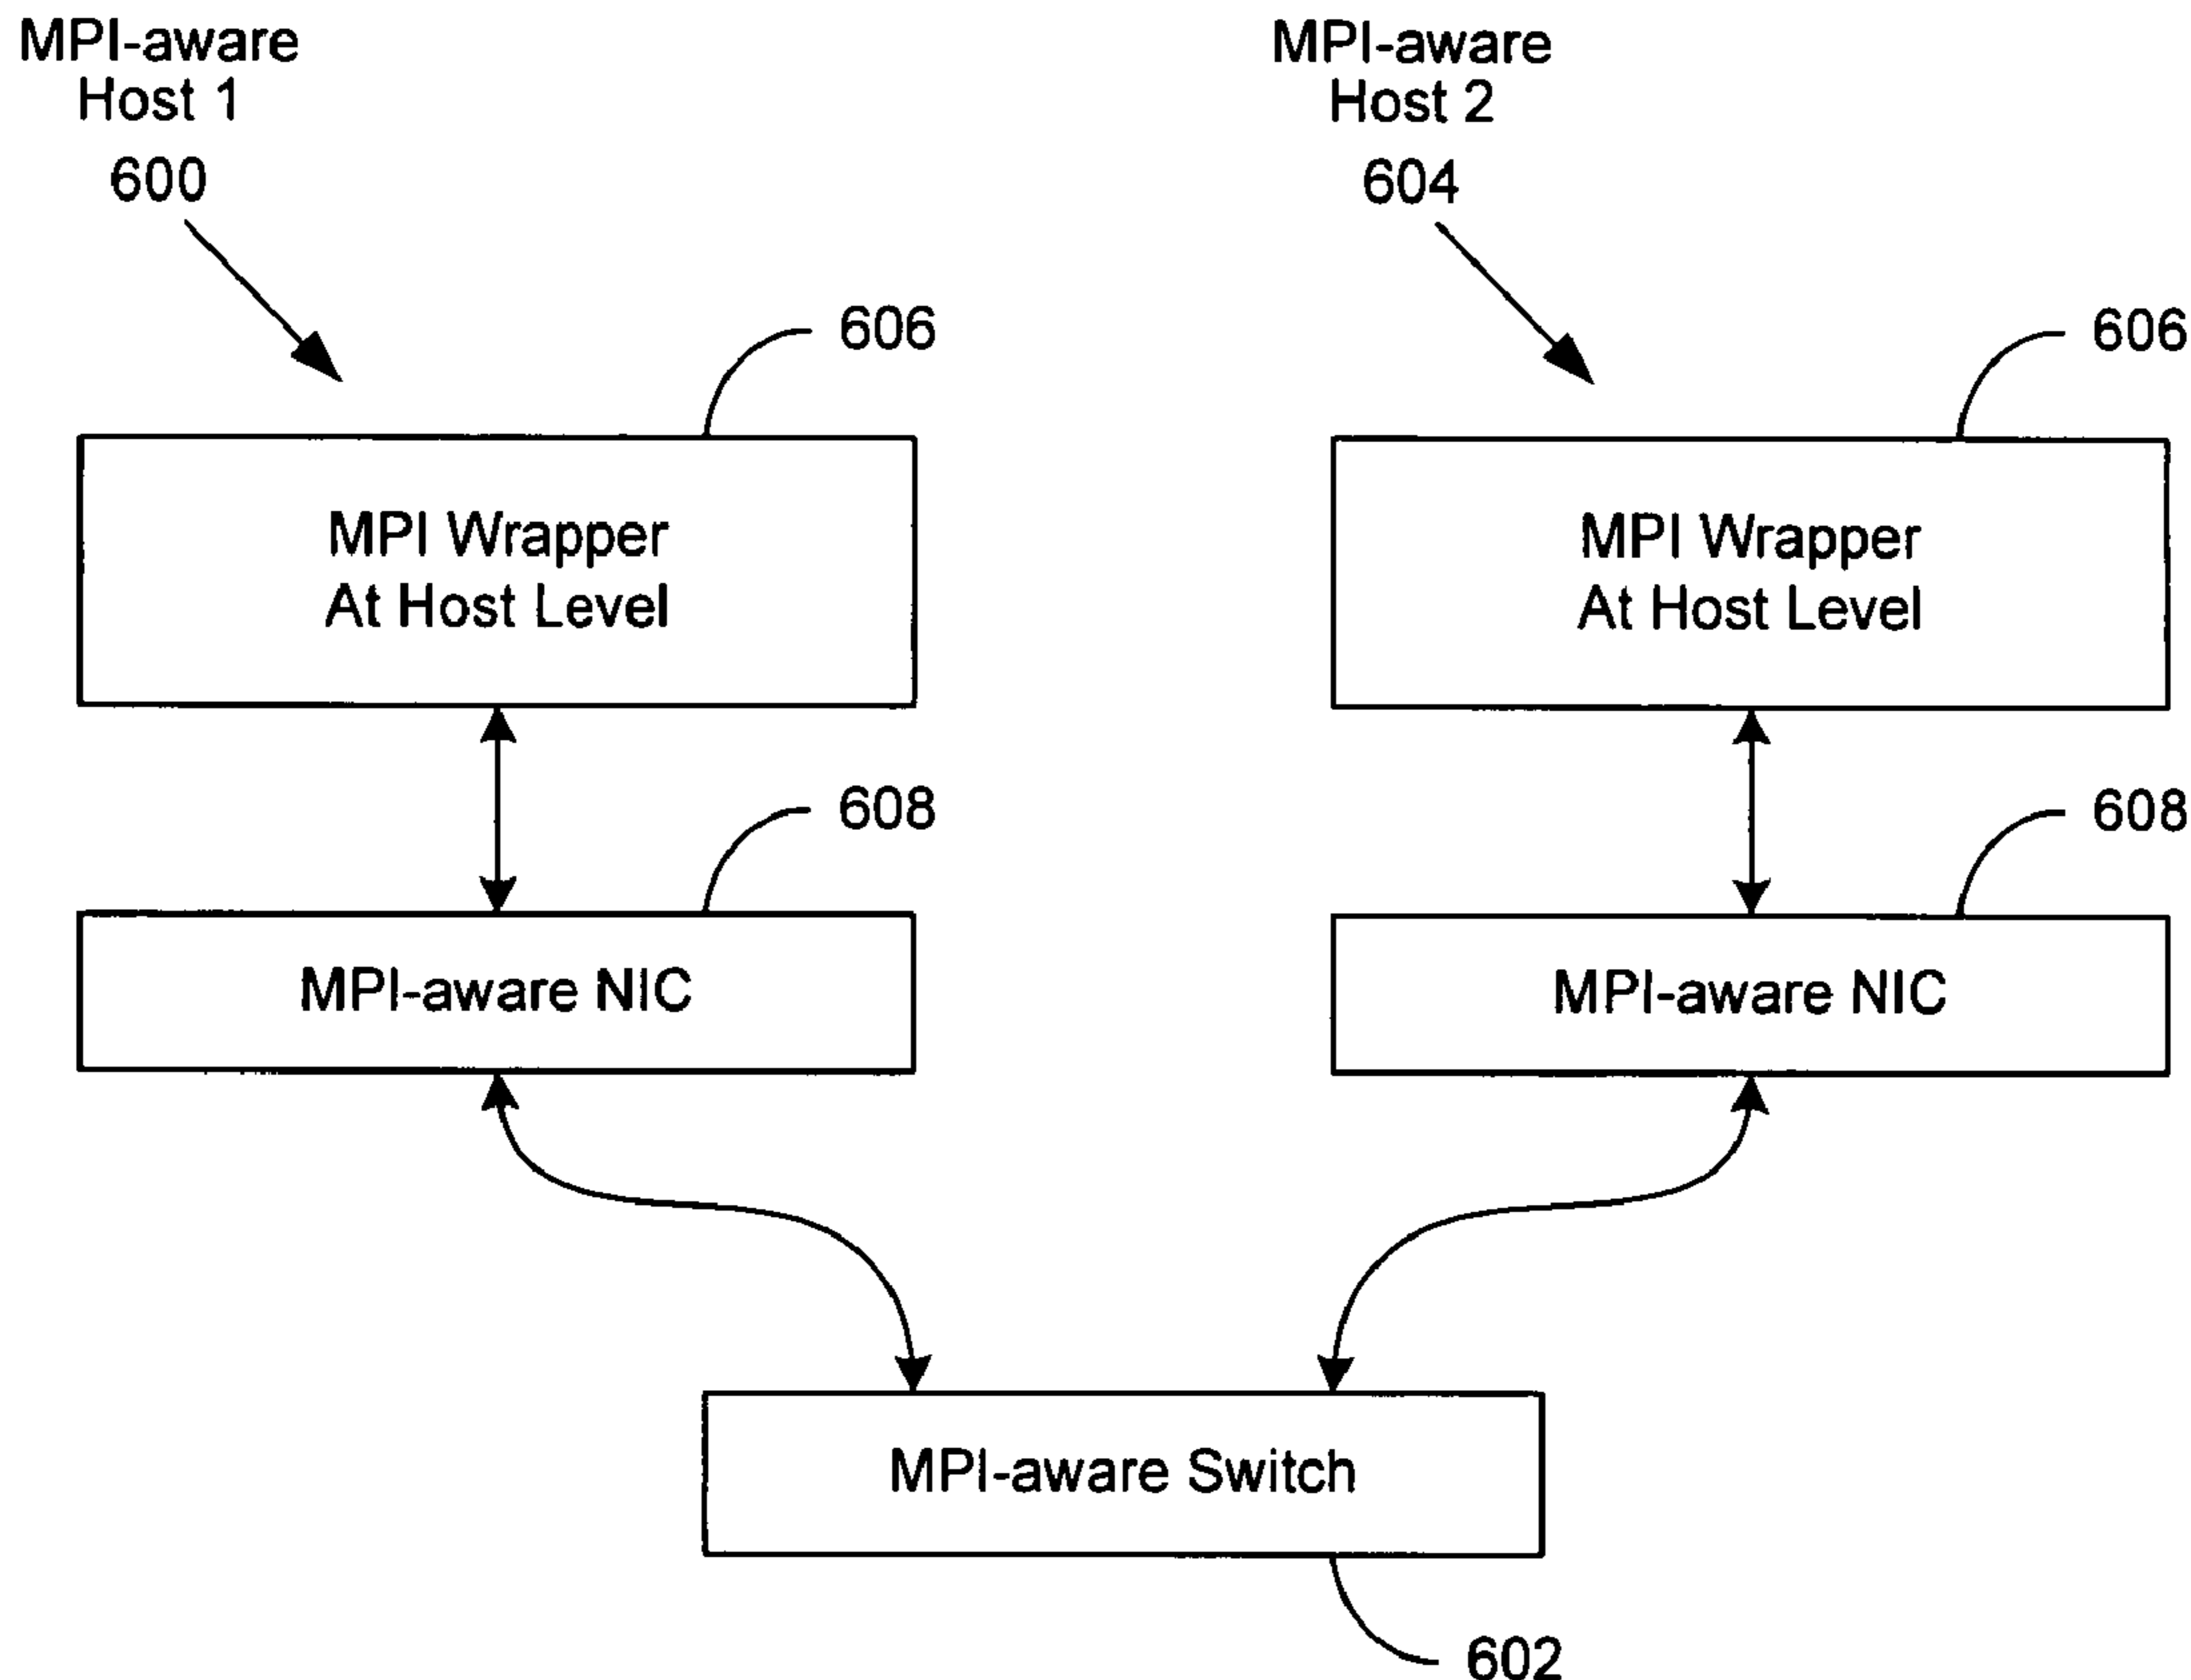 MPI-aware
Host 1
600
MPI-aware
Host 2
604
606
606
MPI Wrapper
At Host Level
MPI Wrapper
At Host Level
608
608
MPI-aware NIC
MPI-aware NIC
MPI-aware Switch
602